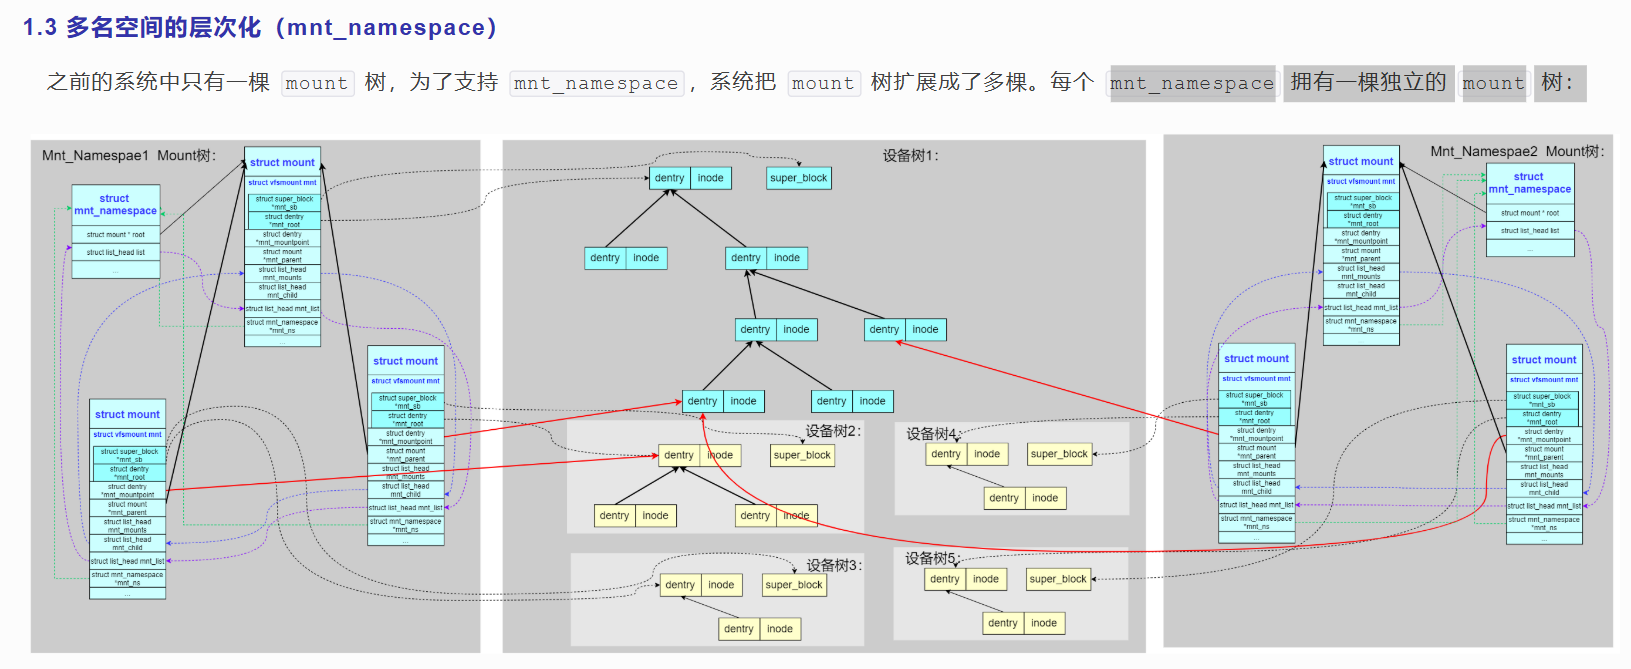 1.3 多名空间的层次化（mnt_namespace）
之前的系统中只有一棵 mount 树，为了支持 mnt_namespace ，系统把 mount 树扩展成了多棵。每个 mnt_namespace 拥有一棵独立的 mount 树：
Mnt_Namespae1 Mount树：
struct
mnt_namespace
struct mount * root
struct list_head list
...
struct mount
struct vfsmount mnt
struct super_block
*mnt_sb
struct dentry
*mnt_root
struct dentry
*mnt_mountpoint
struct mount
*mnt_parent
struct list_head
mnt_mounts
struct list_head
mnt_child
struct list_head mnt_list
struct mnt_namespace
*mnt_ns
...
struct mount
struct vfsmount mnt
struct super_block
*mnt_sb
struct dentry
*mnt_root
struct dentry
*mnt_mountpoint
struct mount
*mnt_parent
struct list_head
mnt_mounts
struct list_head
mnt_child
struct list_head mnt_list
struct mnt_namespace
*mnt_ns
...
struct mount
struct vfsmount mnt
struct super_block
*mnt_sb
struct dentry
*mnt_root
struct dentry
*mnt_mountpoint
struct mount
*mnt_parent
struct list_head
mnt_mounts
struct list_head
mnt_child
struct list_head mnt_list
struct mnt_namespace
*mnt_ns
...
设备树1：
dentry inode
super_block
dentry inode
dentry inode
dentry inode
dentry inode
dentry inode
dentry inode
设备树2：
dentry inode
super_block
dentry inode
dentry inode
设备树3：
dentry inode
super_block
dentry inode
设备树4：
dentry inode
super_block
dentry inode
设备树5：
dentry inode
super_block
dentry inode
Mnt_Namespae2 Mount树：
struct
mnt_namespace
struct mount * root
struct list_head list
...
struct mount
struct vfsmount mnt
struct super_block
*mnt_sb
struct dentry
*mnt_root
struct dentry
*mnt_mountpoint
struct mount
*mnt_parent
struct list_head
mnt_mounts
struct list_head
mnt_child
struct list_head mnt_list
struct mnt_namespace
*mnt_ns
...
struct mount
struct vfsmount mnt
struct super_block
*mnt_sb
struct dentry
*mnt_root
struct dentry
*mnt_mountpoint
struct mount
*mnt_parent
struct list_head
mnt_mounts
struct list_head
mnt_child
struct list_head mnt_list
struct mnt_namespace
*mnt_ns
...
struct mount
struct vfsmount mnt
struct super_block
*mnt_sb
struct dentry
*mnt_root
struct dentry
*mnt_mountpoint
struct mount
*mnt_parent
struct list_head
mnt_mounts
struct list_head
mnt_child
struct list_head mnt_list
struct mnt_namespace
*mnt_ns
...